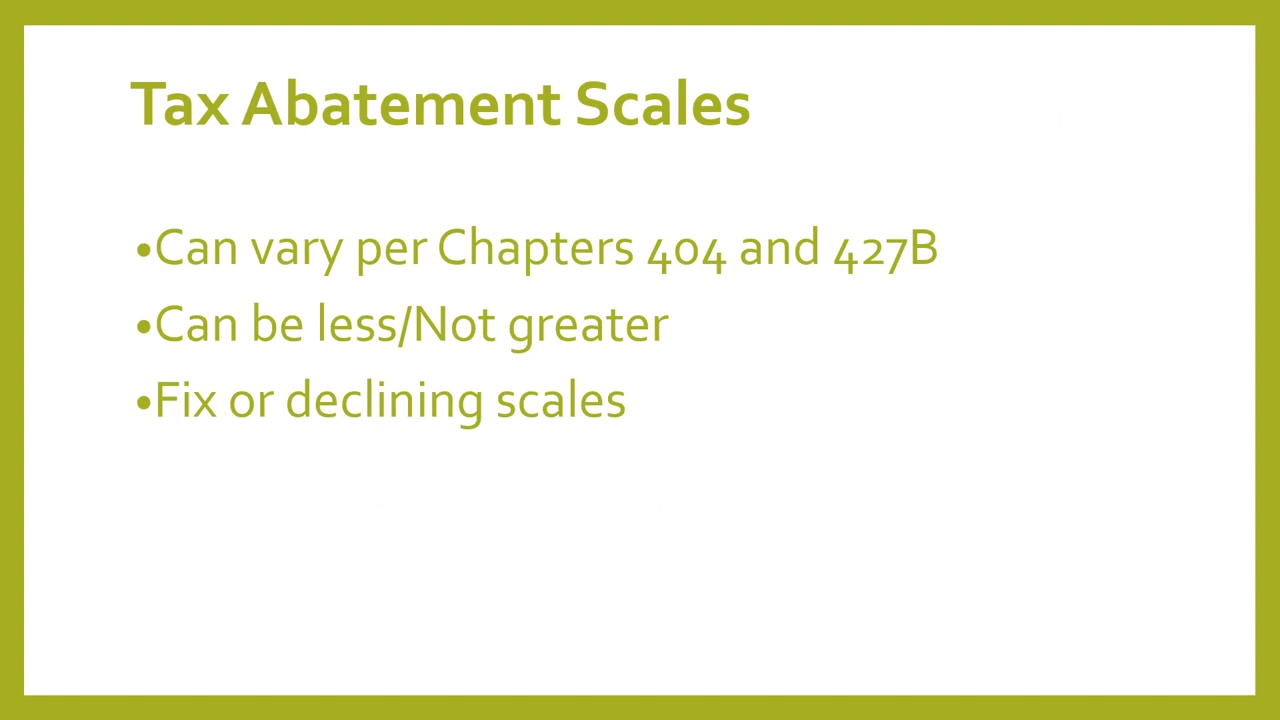 Tax Abatement Scales
•Can vary per Chapters 404 and 427B
•Can be less/Not greater
•Fix or declining scales